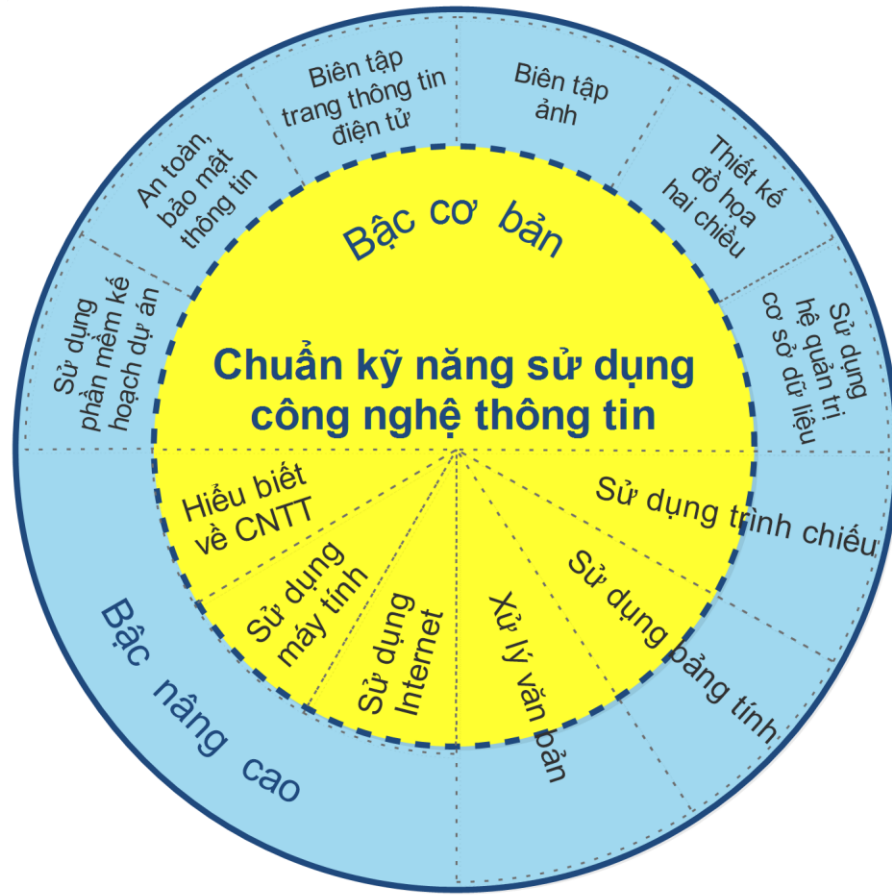 Biên tập
trang thông tin
điện tử
Biên tập
ảnh
An toàn,
bảo mật
thông tin
Thiết kế
đồ họa
hai chiều
Sử dụng
phần mềm kế
hoạch dự án
Sử dụng
hệ quản trị
cơ sở dữ liệu
Bậc cơ bản
Chuẩn kỹ năng sử dụng
công nghệ thông tin
Hiểu biết
về CNTT
Sử dụng
máy tính
Sử dụng
Internet
Xử lý văn bản
Sử dụng bảng tính
Sử dụng trình chiếu
Bậc nâng cao